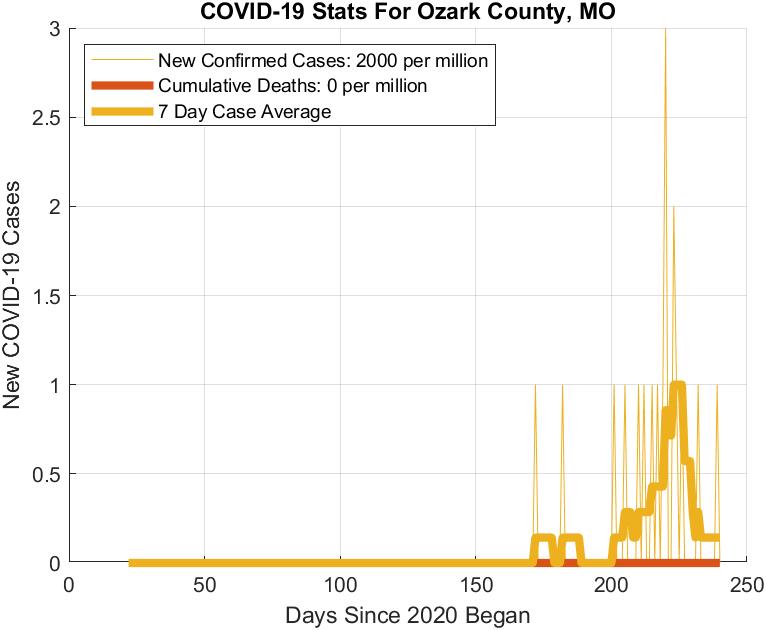 COVID-19 Stats For Ozark County, MO
3
New Confirmed Cases: 2000 per million
Cumulative Deaths: 0 per million
7 Day Case Average
2.5
2
1.5
1
0.5
0
New COVID-19 Cases
0 50 100 150 200 250
Days Since 2020 Began